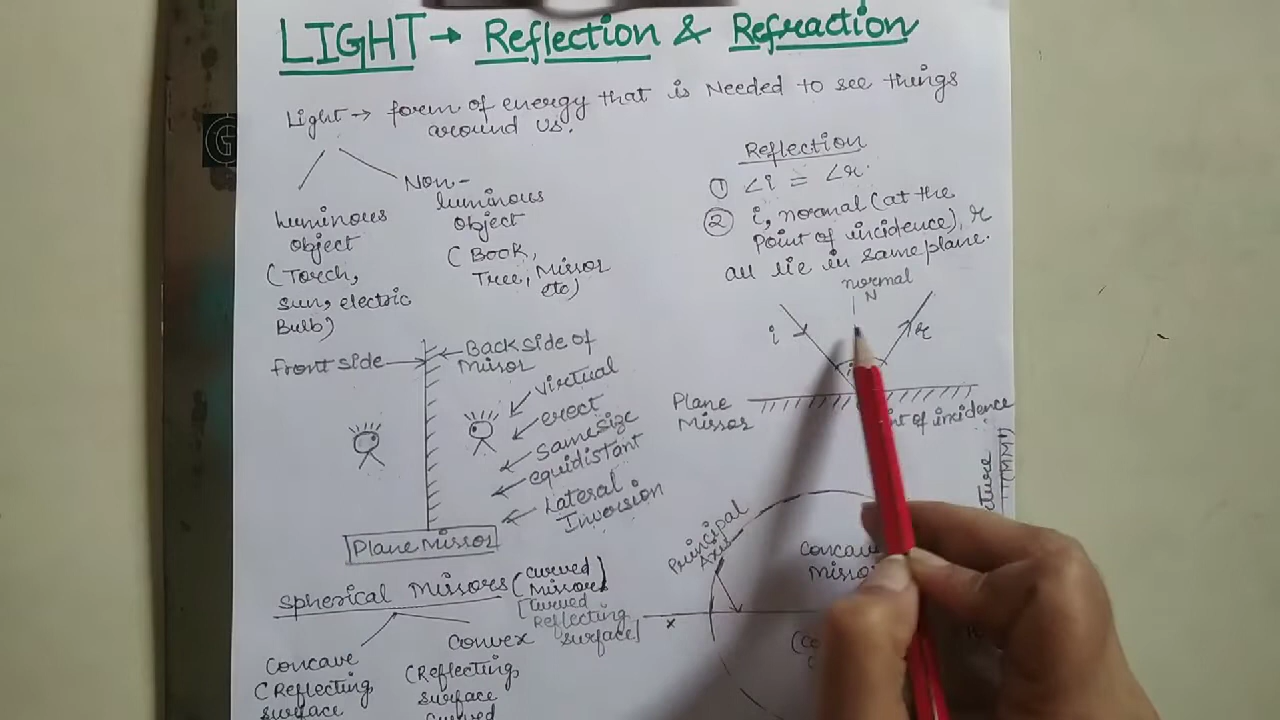 LIGHT → Reflection & Refraction
Light → form of energy that is Needed to see things
around us.
Luminous
object
(Torch,
sun, electric
Bulb)
Non-
luminous
object
(Book,
Tree, Mirror
etc)
Reflection
① ∠i = ∠r.
② i, normal (at the
Point of incidence), r
all lie in same plane.
normal
N
i
r
Plane
Mirror
of incidence
front side
Back side of
Mirror
virtual
erect
Same size
equidistant
Lateral
Inversion
Plane Mirror
Spherical Mirrors (curved
Mirrors)
[curved
Reflecting
surface]
Concave
(Reflecting
surface
Convex
(Reflecting
surface
curved
Principal
Axis
x
Concave